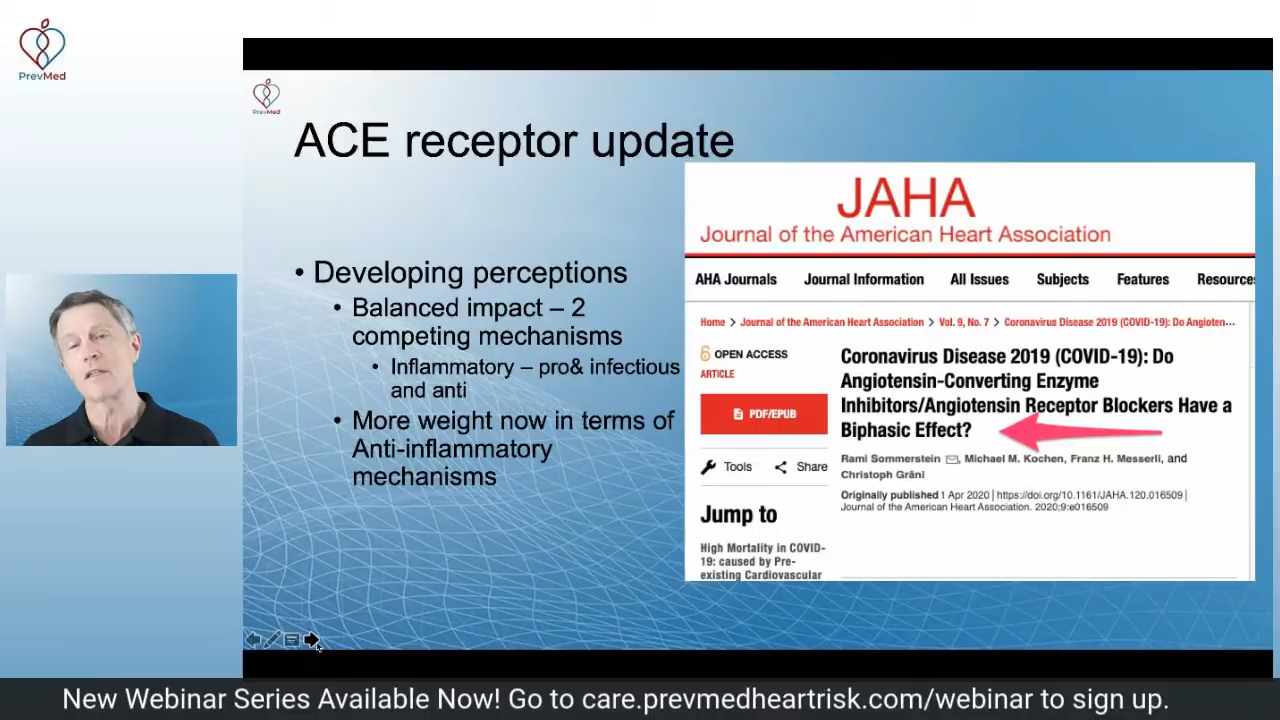 PrevMed
PrevMed
ACE receptor update
• Developing perceptions
• Balanced impact – 2
competing mechanisms
• Inflammatory – pro& infectious
and anti
• More weight now in terms of
Anti-inflammatory
mechanisms
JAHA
Journal of the American Heart Association
AHA Journals Journal Information All Issues Subjects Features Resources
Home > Journal of the American Heart Association > Vol. 9, No. 7 > Coronavirus Disease 2019 (COVID-19): Do Angioten...
OPEN ACCESS
ARTICLE
PDF/EPUB
Tools Share
Jump to
High Mortality in COVID-
19: caused by Pre-
existing Cardiovascular
Coronavirus Disease 2019 (COVID-19): Do
Angiotensin-Converting Enzyme
Inhibitors/Angiotensin Receptor Blockers Have a
Biphasic Effect?
Rami Sommerstein, Michael M. Kochen, Franz H. Messerli, and
Christoph Gräni
Originally published 1 Apr 2020 | https://doi.org/10.1161/JAHA.120.016509 |
Journal of the American Heart Association. 2020;9:e016509
New Webinar Series Available Now! Go to care.prevmedheartrisk.com/webinar to sign up.